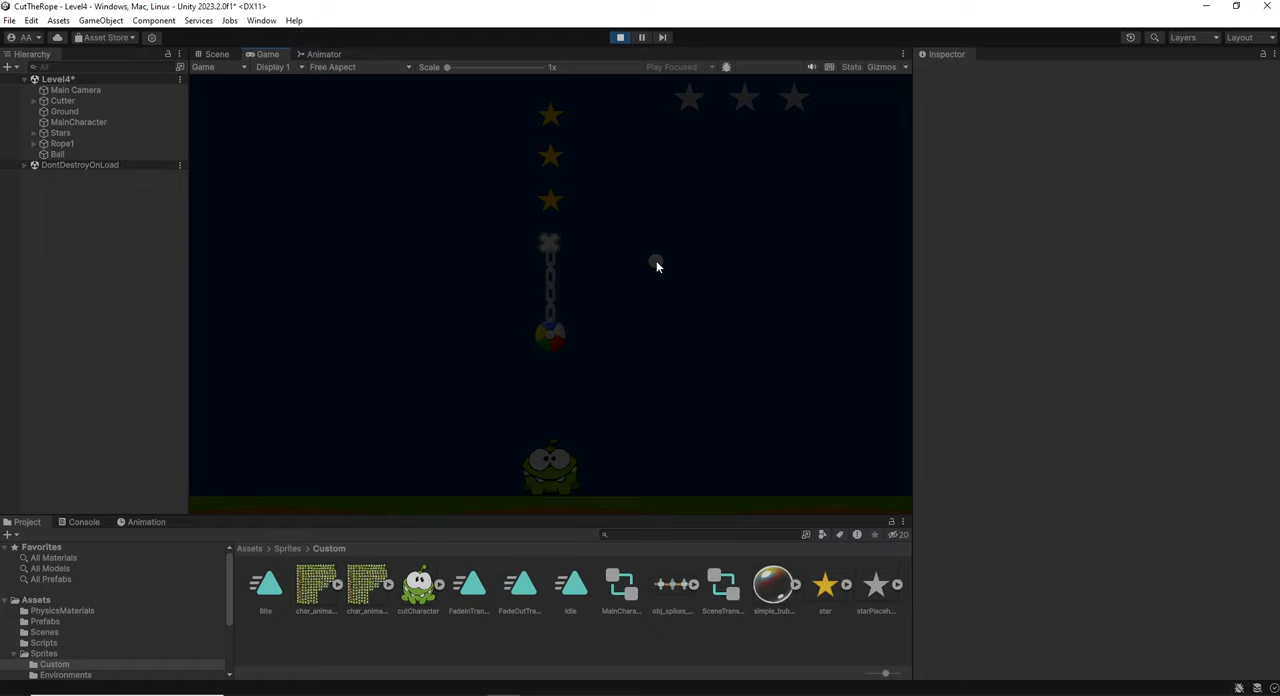 CutTheRope - Level4 - Windows, Mac, Linux - Unity 2023.2.0f1* <DX11>
File Edit Assets GameObject Component Services Jobs Window Help
AA Asset Store Layers Layout
Hierarchy Scene Game Animator Inspector
All Game Display 1 Free Aspect Scale 1x Play Focused Stats Gizmos
Level4*
Main Camera
Cutter
Ground
MainCharacter
Stars
Rope1
Ball
DontDestroyOnLoad
Project Console Animation
20
Favorites
All Materials
All Models
All Prefabs
Assets
PhysicsMaterials
Prefabs
Scenes
Scripts
Sprites
Custom
Environments
Assets > Sprites > Custom
Bite char_anima... char_anima... cutCharacter FadeInTran... FadeOutTra... Idle MainChara... obj_spikes_... SceneTrans... simple_bub... star starPlaceh...